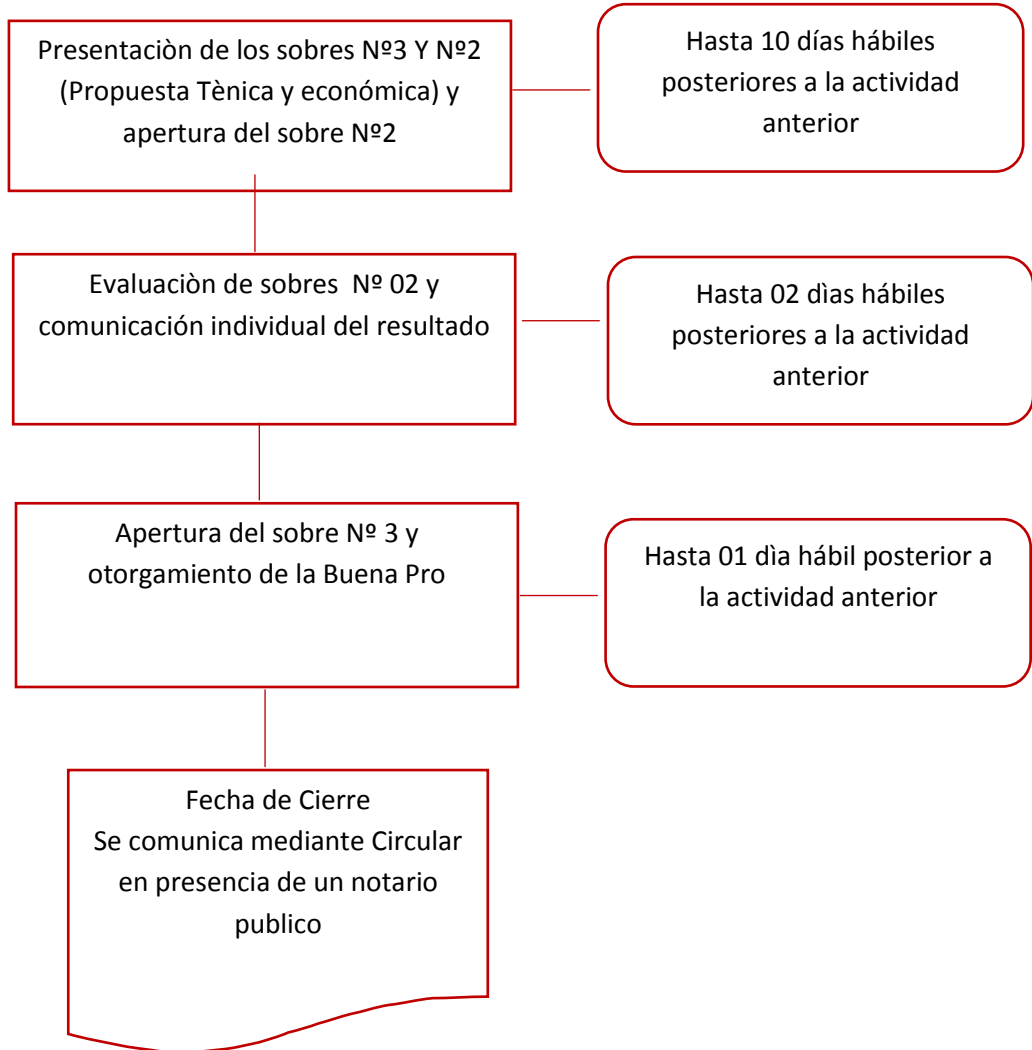 Presentaciòn de los sobres Nº3 Y Nº2
(Propuesta Tènica y económica) y
apertura del sobre Nº2
Hasta 10 días hábiles
posteriores a la actividad
anterior
Evaluaciòn de sobres Nº 02 y
comunicación individual del resultado
Hasta 02 dìas hábiles
posteriores a la actividad
anterior
Apertura del sobre Nº 3 y
otorgamiento de la Buena Pro
Hasta 01 dìa hábil posterior a
la actividad anterior
Fecha de Cierre
Se comunica mediante Circular
en presencia de un notario
publico